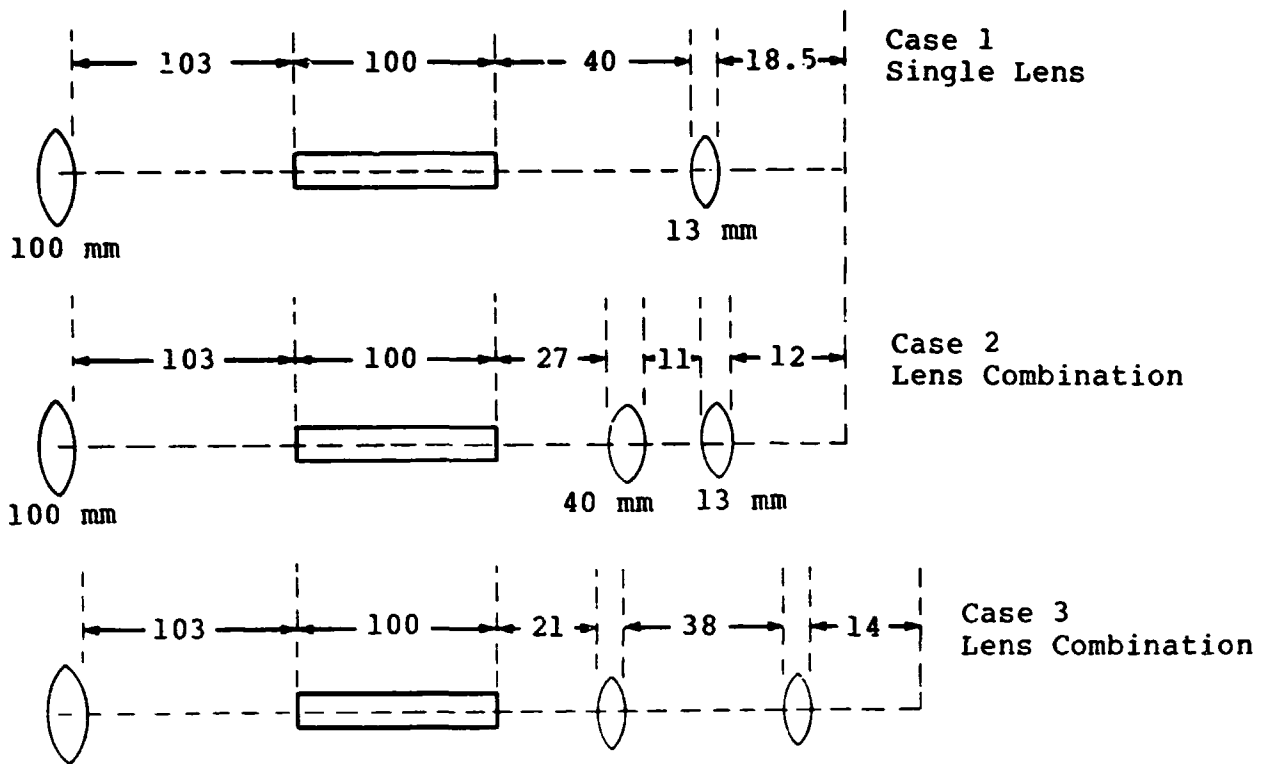 103 100 40 18.5
Case 1
Single Lens
100 mm
13 mm
103 100 27 11 12
Case 2
Lens Combination
100 mm
40 mm
13 mm
103 100 21 38 14
Case 3
Lens Combination